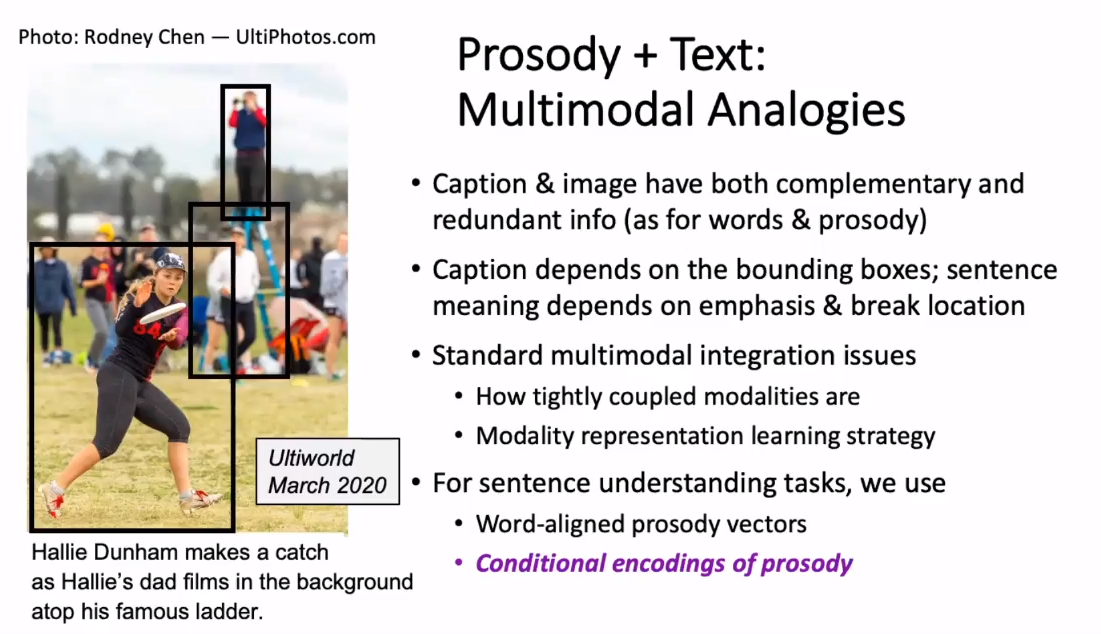 Photo: Rodney Chen — UltiPhotos.com
Prosody + Text:
Multimodal Analogies
• Caption & image have both complementary and
redundant info (as for words & prosody)
• Caption depends on the bounding boxes; sentence
meaning depends on emphasis & break location
• Standard multimodal integration issues
• How tightly coupled modalities are
• Modality representation learning strategy
• For sentence understanding tasks, we use
• Word-aligned prosody vectors
• Conditional encodings of prosody
Ultiworld
March 2020
Hallie Dunham makes a catch
as Hallie's dad films in the background
atop his famous ladder.